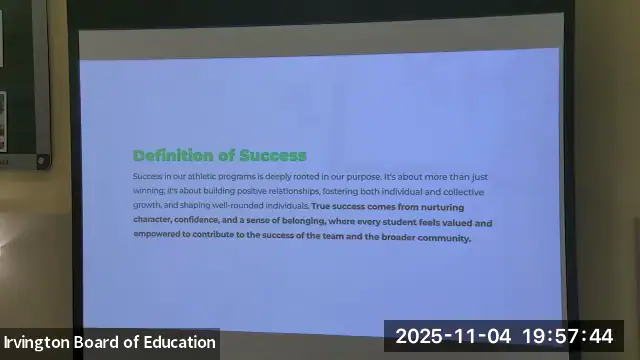 Definition of Success
Success in our athletic programs is deeply rooted in our purpose. It's about more than just
winning; it's about building positive relationships, fostering both individual and collective
growth, and shaping well-rounded individuals. True success comes from nurturing
character, confidence, and a sense of belonging, where every student feels valued and
empowered to contribute to the success of the team and the broader community.
Irvington Board of Education
2025-11-04 19:57:44